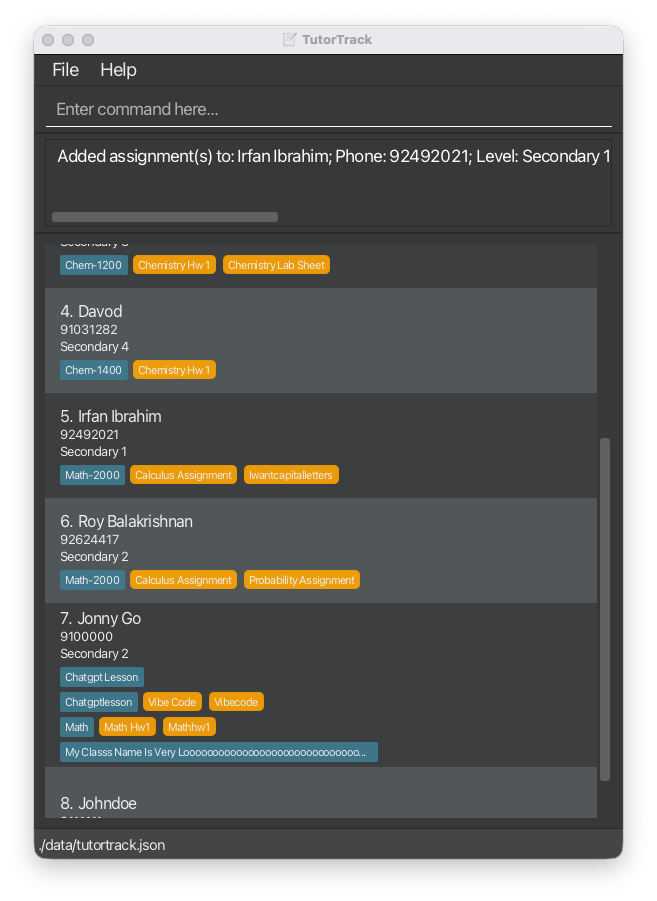 TutorTrack
File Help
Enter command here...
Added assignment(s) to: Irfan Ibrahim; Phone: 92492021; Level: Secondary 1
Chem-1200 Chemistry Hw 1 Chemistry Lab Sheet
4. Davod
91031282
Secondary 4
Chem-1400 Chemistry Hw 1
5. Irfan Ibrahim
92492021
Secondary 1
Math-2000 Calculus Assignment Iwantcapitalletters
6. Roy Balakrishnan
92624417
Secondary 2
Math-2000 Calculus Assignment Probability Assignment
7. Jonny Go
9100000
Secondary 2
Chatgpt Lesson
Chatgptlesson Vibe Code Vibecode
Math Math Hw1 Mathhw1
My Classs Name Is Very Looooooooooooooooooooooooooooooo...
8. Johndoe
./data/tutortrack.json